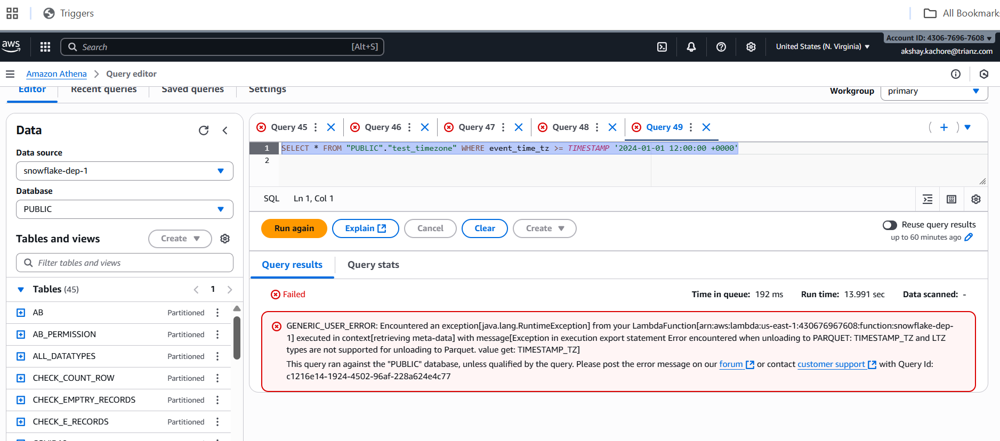 Triggers
All Bookmark
aws
Search
[Alt+S]
United States (N. Virginia)
Account ID: 4306-7696-7608
akshay.kachore@trianz.com
Amazon Athena
Query editor
Editor
Recent queries
Saved queries
Settings
Workgroup
primary
Data
Data source
snowflake-dep-1
Database
PUBLIC
Tables and views
Create
Filter tables and views
Tables (45)
1
AB
Partitioned
AB_PERMISSION
Partitioned
ALL_DATATYPES
Partitioned
CHECK_COUNT_ROW
Partitioned
CHECK_EMPTRY_RECORDS
Partitioned
CHECK_E_RECORDS
Partitioned
Query 45
Query 46
Query 47
Query 48
Query 49
1 SELECT * FROM "PUBLIC"."test_timezone" WHERE event_time_tz >= TIMESTAMP '2024-01-01 12:00:00 +0000'
2
SQL
Ln 1, Col 1
Run again
Explain
Cancel
Clear
Create
Reuse query results
up to 60 minutes ago
Query results
Query stats
Failed
Time in queue: 192 ms
Run time: 13.991 sec
Data scanned: -
GENERIC_USER_ERROR: Encountered an exception[java.lang.RuntimeException] from your LambdaFunction[arn:aws:lambda:us-east-1:430676967608:function:snowflake-dep-
1] executed in context[retrieving meta-data] with message[Exception in execution export statement Error encountered when unloading to PARQUET: TIMESTAMP_TZ and LTZ
types are not supported for unloading to Parquet. value get: TIMESTAMP_TZ]
This query ran against the "PUBLIC" database, unless qualified by the query. Please post the error message on our forum or contact customer support with Query Id:
c1216e14-1924-4502-96af-228a624e4c77